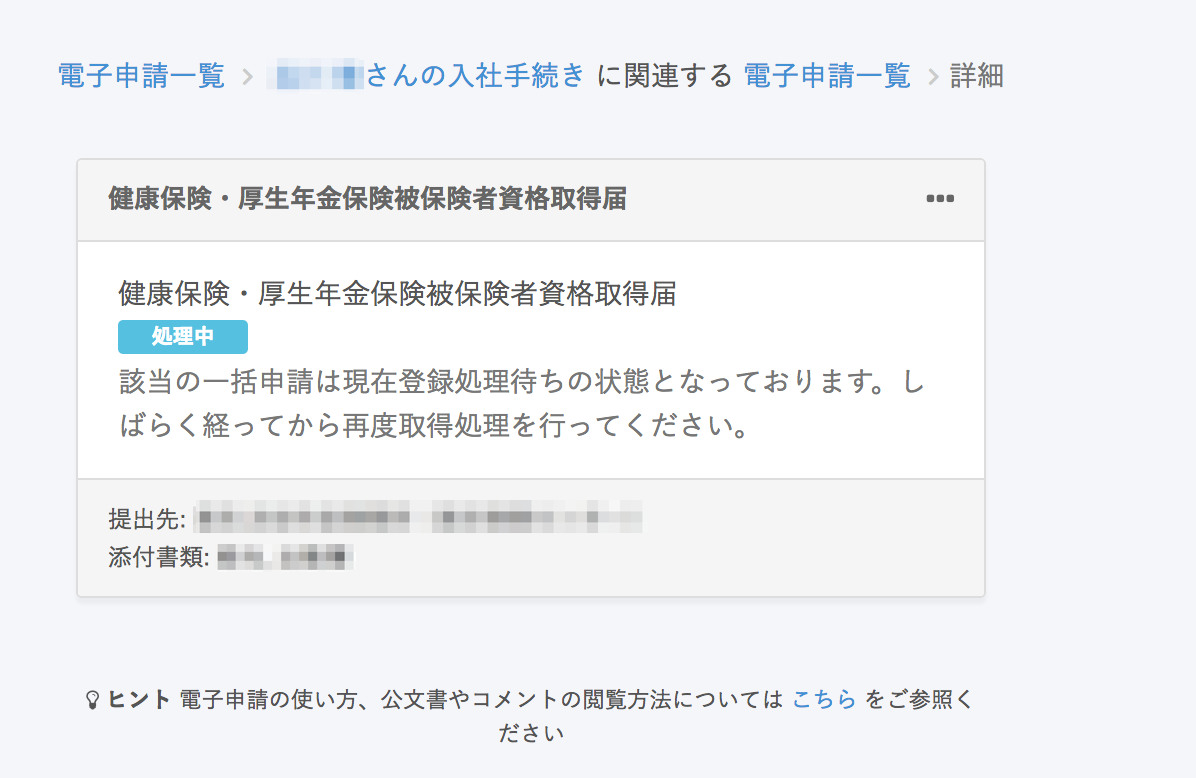 電子申請一覧 > さんの入社手続き に関連する 電子申請一覧 > 詳細
健康保険・厚生年金保険被保険者資格取得届
健康保険・厚生年金保険被保険者資格取得届
処理中
該当の一括申請は現在登録処理待ちの状態となっております。し
ばらく経ってから再度取得処理を行ってください。
提出先:
添付書類:
ヒント 電子申請の使い方、公文書やコメントの閲覧方法については こちら をご参照く
ださい